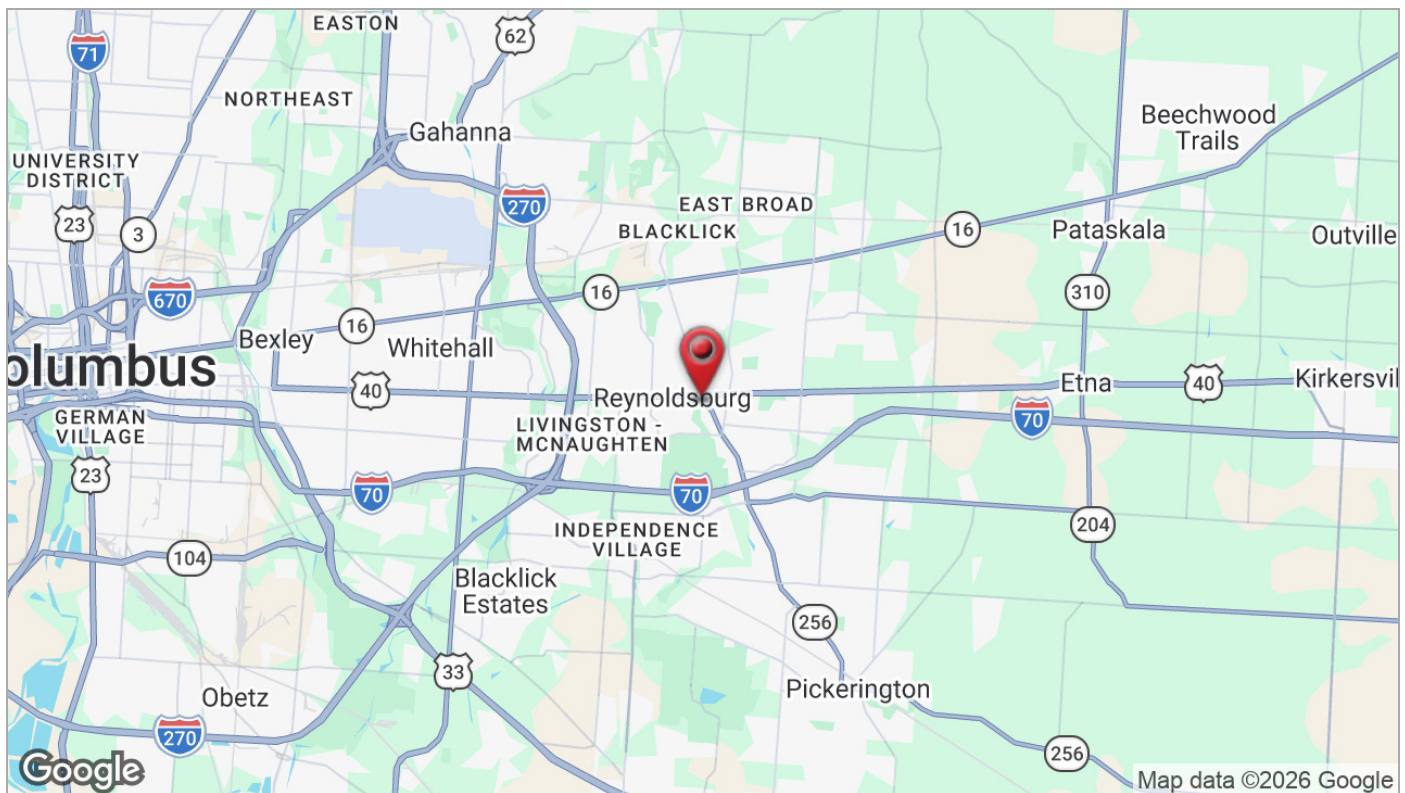 EASTON
62
71
NORTHEAST
Gahanna
Beechwood
Trails
UNIVERSITY
DISTRICT
270
EAST BROAD
23
3
BLACKLICK
16
Pataskala
Outville
670
16
310
16
Bexley
Whitehall
olumbus
40
Reynoldsburg
Etna
40
Kirkersvil
GERMAN
VILLAGE
LIVINGSTON -
MCNAUGHTEN
70
23
70
70
204
INDEPENDENCE
VILLAGE
104
Blacklick
Estates
256
33
Pickerington
Obetz
270
256
Google
Map data ©2026 Google